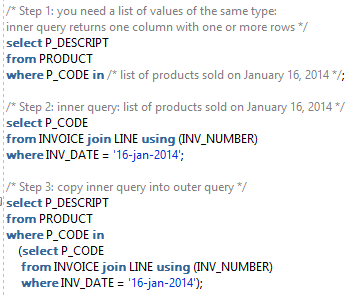 /* Step 1: you need a list of values of the same type:
inner query returns one column with one or more rows */
select P_DESCRIPT
from PRODUCT
where P_CODE in /* list of products sold on January 16, 2014 */;
/* Step 2: inner query: list of products sold on January 16, 2014 */
select P_CODE
from INVOICE join LINE using (INV_NUMBER)
where INV_DATE = '16-jan-2014';
/* Step 3: copy inner query into outer query */
select P_DESCRIPT
from PRODUCT
where P_CODE in
(select P_CODE
from INVOICE join LINE using (INV_NUMBER)
where INV_DATE = '16-jan-2014');